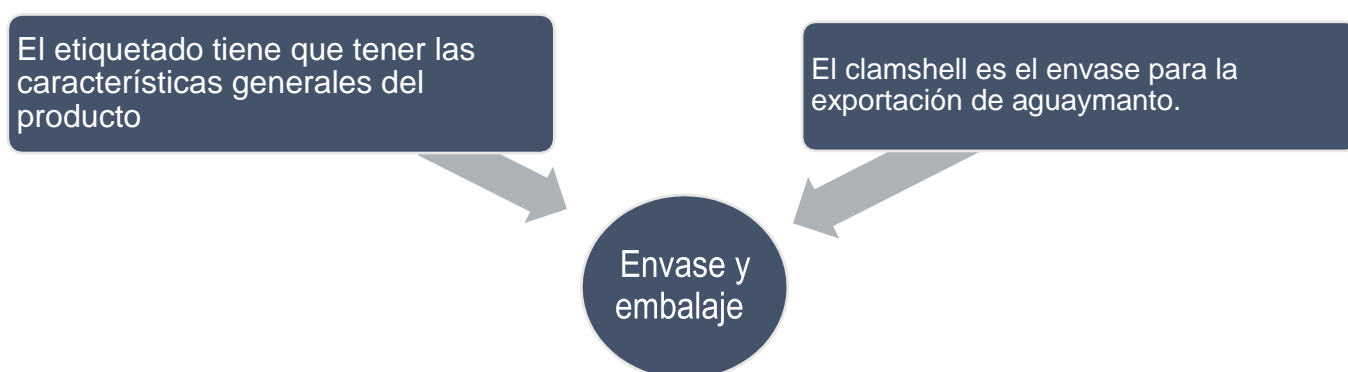 El etiquetado tiene que tener las
características generales del
producto
El clamshell es el envase para la
exportación de aguaymanto.
Envase y
embalaje